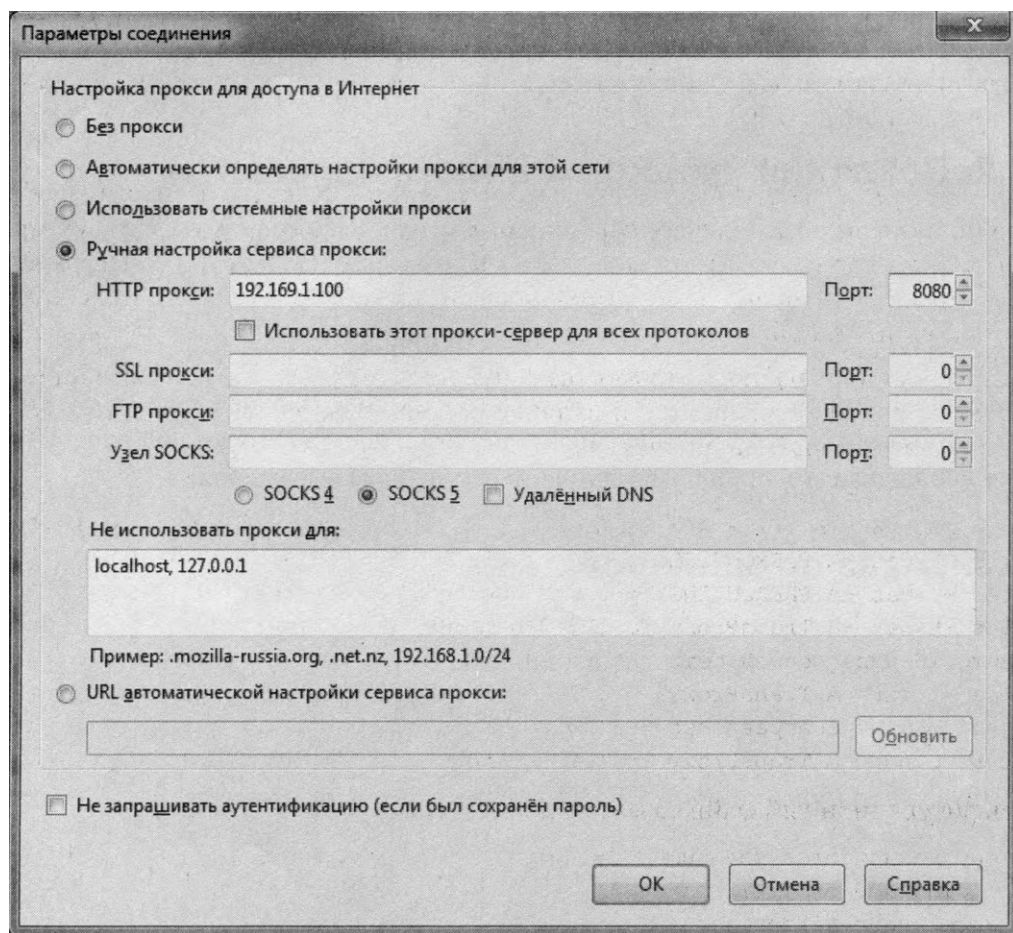 Параметры соединения
Настройка прокси для доступа в Интернет
Без прокси
Автоматически определять настройки прокси для этой сети
Использовать системные настройки прокси
Ручная настройка сервиса прокси:
HTTP прокси: 192.169.1.100 Порт: 8080
Использовать этот прокси-сервер для всех протоколов
SSL прокси: Порт: 0
FTP прокси: Порт: 0
Узел SOCKS: Порт: 0
SOCKS 4 SOCKS 5 Удалённый DNS
Не использовать прокси для:
localhost, 127.0.0.1
Пример: .mozilla-russia.org, .net.nz, 192.168.1.0/24
URL автоматической настройки сервиса прокси:
Обновить
Не запрашивать аутентификацию (если был сохранён пароль)
ОК Отмена Справка